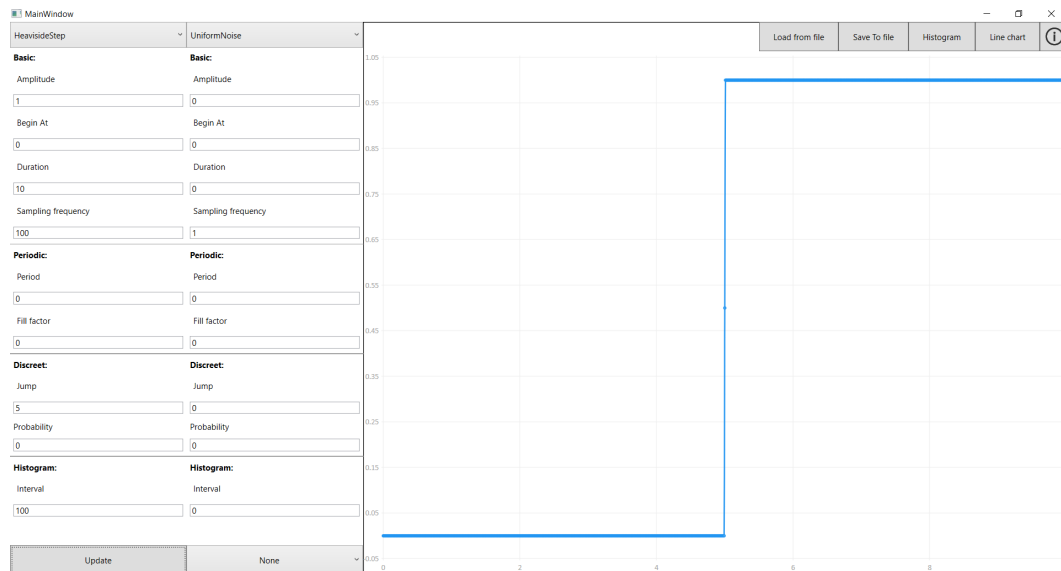 MainWindow
HeavisideStep
UniformNoise
Load from file
Save To file
Histogram
Line chart
Basic:
Basic:
Amplitude
Amplitude
1
0
Begin At
Begin At
0
0
Duration
Duration
10
0
Sampling frequency
Sampling frequency
100
1
Periodic:
Periodic:
Period
Period
0
0
Fill factor
Fill factor
0
0
Discreet:
Discreet:
Jump
Jump
5
0
Probability
Probability
0
0
Histogram:
Histogram:
Interval
Interval
100
0
Update
None
1.05
0.95
0.85
0.75
0.65
0.55
0.45
0.35
0.25
0.15
0.05
-0.05
0
2
4
6
8